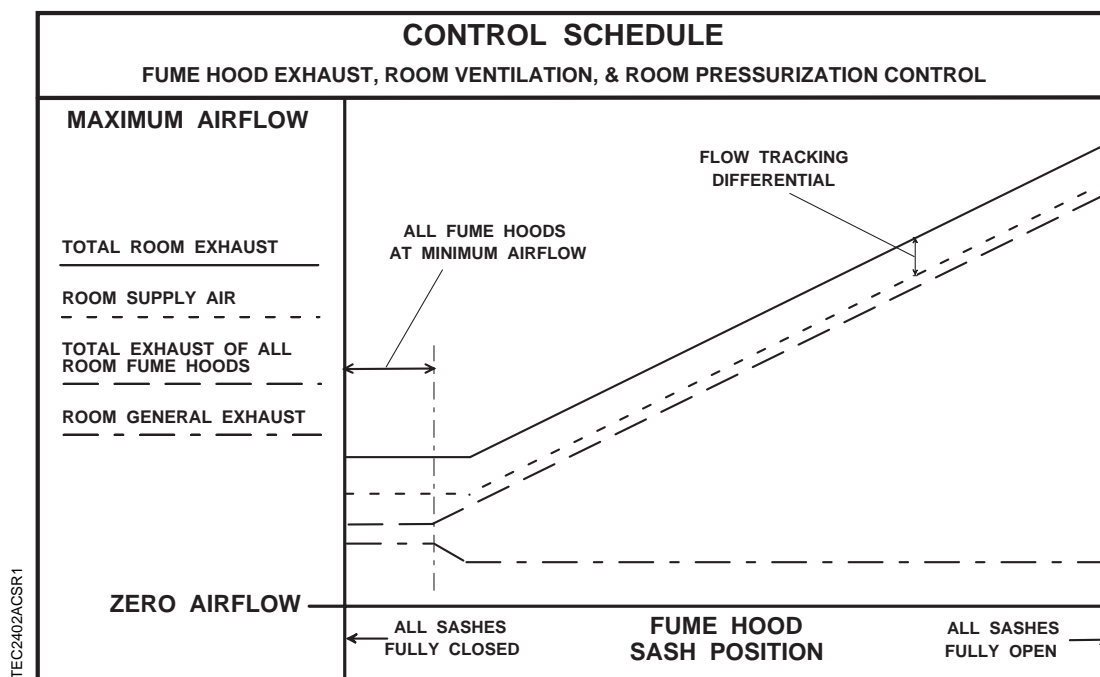 CONTROL SCHEDULE
FUME HOOD EXHAUST, ROOM VENTILATION, & ROOM PRESSURIZATION CONTROL
MAXIMUM AIRFLOW
FLOW TRACKING
DIFFERENTIAL
ALL FUME HOODS
AT MINIMUM AIRFLOW
TOTAL ROOM EXHAUST
ROOM SUPPLY AIR
TOTAL EXHAUST OF ALL
ROOM FUME HOODS
ROOM GENERAL EXHAUST
ZERO AIRFLOW
ALL SASHES
FULLY CLOSED
FUME HOOD
SASH POSITION
ALL SASHES
FULLY OPEN
TEC2402ACSR1